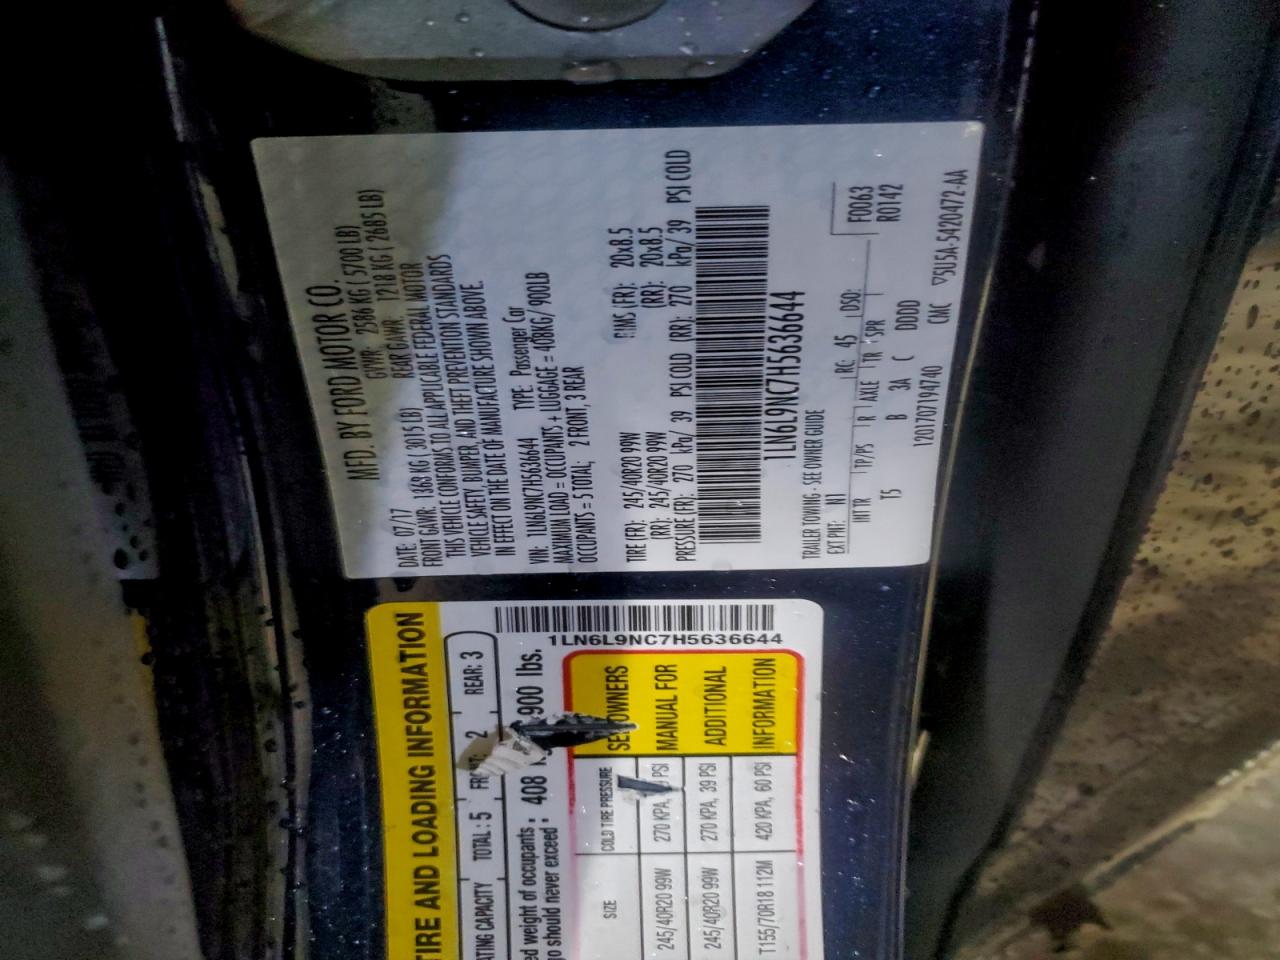 MFD. BY FORD MOTOR CO.
DATE: 07/17 GVWR: 2586 KG ( 5700 LB)
FRONT GAWR: 1368 KG ( 3015 LB) REAR GAWR: 1218 KG ( 2685 LB)
THIS VEHICLE CONFORMS TO ALL APPLICABLE FEDERAL MOTOR
VEHICLE SAFETY, BUMPER, AND THEFT PREVENTION STANDARDS
IN EFFECT ON THE DATE OF MANUFACTURE SHOWN ABOVE.
VIN: 1LN6L9NC7H5636644 TYPE: Passenger Car
MAXIMUM LOAD = OCCUPANTS + LUGGAGE = 408KG/ 900LB
OCCUPANTS = 5 TOTAL; 2 FRONT, 3 REAR
TIRE (FR): 245/40R20 99W RIMS (FR): 20x8.5
(RR): 245/40R20 99W (RR): 20x8.5
PRESSURE (FR): 270 kPa/ 39 PSI COLD (RR): 270 kPa/ 39 PSI COLD
1LN6L9NC7H5636644
TRAILER TOWING - SEE OWNER GUIDE
EXT PNT: N1 RC: 45 DSO: F0063
INT TR TP/PS R AXLE TR SPR R0142
T5 B 3A C DDDD
1201707194740 CMC ▽5U5A-5420472-AA
TIRE AND LOADING INFORMATION
ATING CAPACITY TOTAL : 5 2 REAR: 3
ed weight of occupants
go should never exceed : 408 900 lbs.
1LN6L9NC7H5636644
SIZE COLD TIRE PRESSURE OWNERS
245/40R20 99W 270 KPA, PSI MANUAL FOR
245/40R20 99W 270 KPA, 39 PSI ADDITIONAL
T155/70R18 112M 420 KPA, 60 PSI INFORMATION